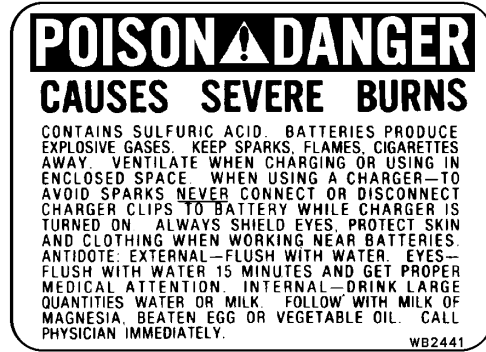 POISON DANGER
CAUSES SEVERE BURNS
CONTAINS SULFURIC ACID. BATTERIES PRODUCE
EXPLOSIVE GASES. KEEP SPARKS, FLAMES, CIGARETTES
AWAY. VENTILATE WHEN CHARGING OR USING IN
ENCLOSED SPACE. WHEN USING A CHARGER—TO
AVOID SPARKS NEVER CONNECT OR DISCONNECT
CHARGER CLIPS TO BATTERY WHILE CHARGER IS
TURNED ON. ALWAYS SHIELD EYES, PROTECT SKIN
AND CLOTHING WHEN WORKING NEAR BATTERIES.
ANTIDOTE: EXTERNAL—FLUSH WITH WATER. EYES—
FLUSH WITH WATER 15 MINUTES AND GET PROPER
MEDICAL ATTENTION. INTERNAL—DRINK LARGE
QUANTITIES WATER OR MILK. FOLLOW WITH MILK OF
MAGNESIA, BEATEN EGG OR VEGETABLE OIL. CALL
PHYSICIAN IMMEDIATELY.
WB2441